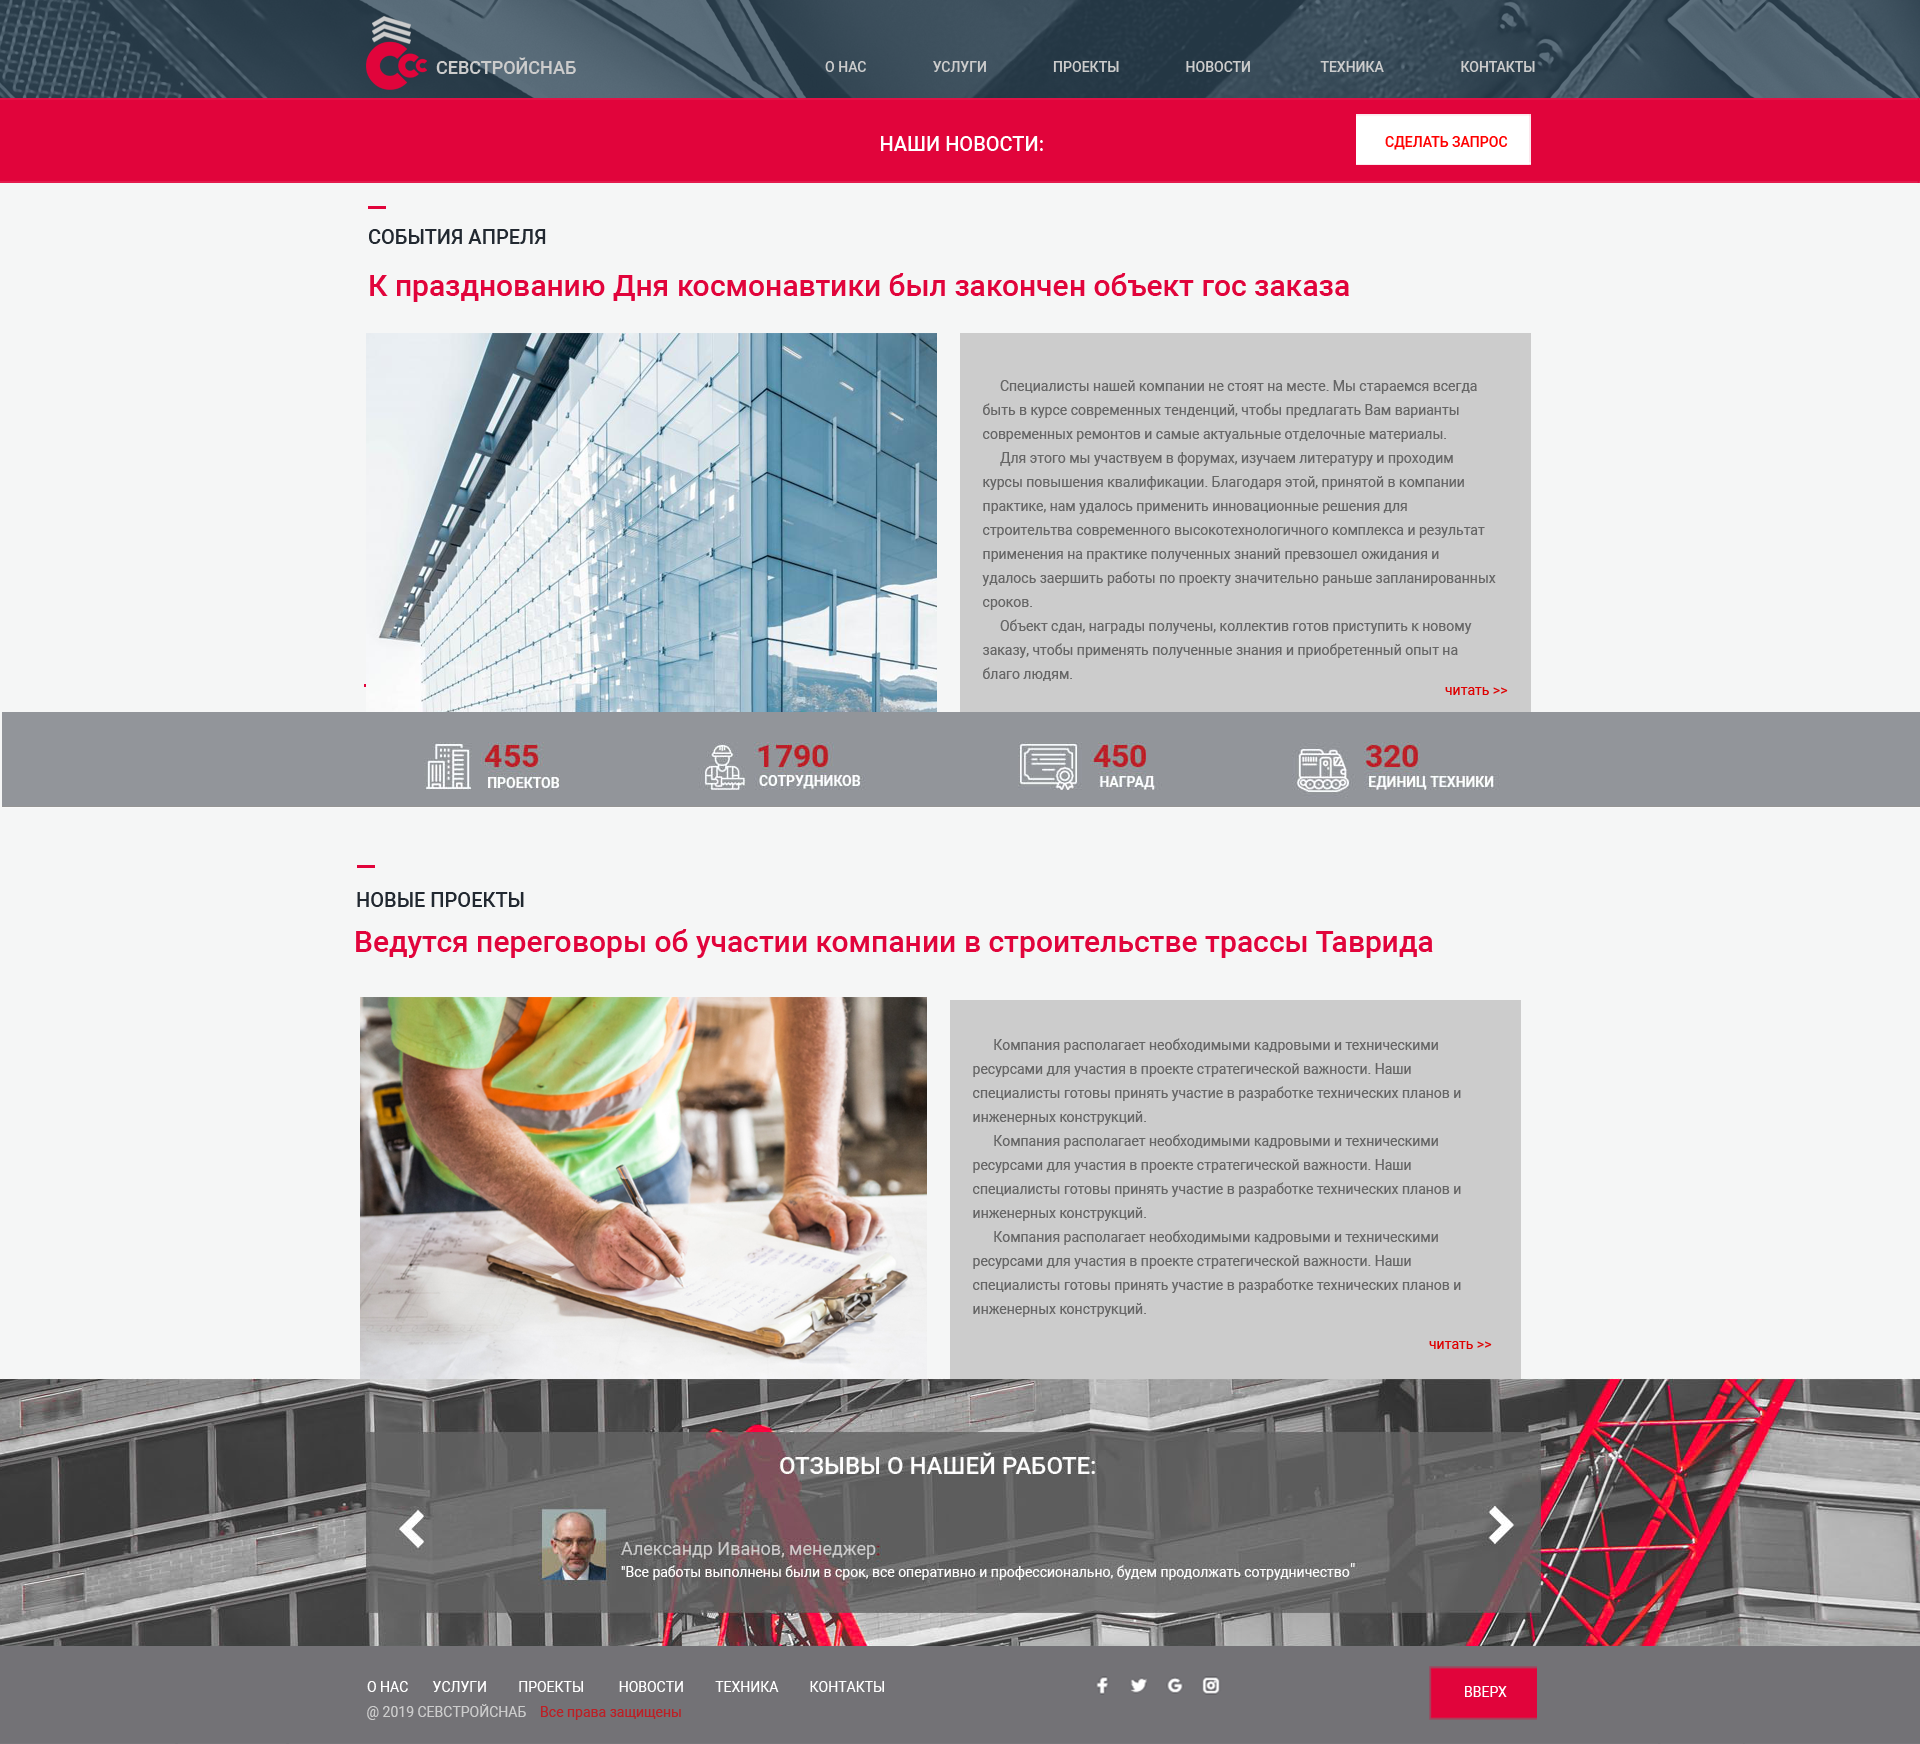 СЕВСТРОЙСНАБ
О НАС УСЛУГИ ПРОЕКТЫ НОВОСТИ ТЕХНИКА КОНТАКТЫ
НАШИ НОВОСТИ:
СДЕЛАТЬ ЗАПРОС
СОБЫТИЯ АПРЕЛЯ
К празднованию Дня космонавтики был закончен объект гос заказа
Специалисты нашей компании не стоят на месте. Мы стараемся всегда
быть в курсе современных тенденций, чтобы предлагать Вам варианты
современных ремонтов и самые актуальные отделочные материалы.
Для этого мы участвуем в форумах, изучаем литературу и проходим
курсы повышения квалификации. Благодаря этой, принятой в компании
практике, нам удалось применить инновационные решения для
строительтва современного высокотехнологичного комплекса и результат
применения на практике полученных знаний превзошел ожидания и
удалось заершить работы по проекту значительно раньше запланированных
сроков.
Объект сдан, награды получены, коллектив готов приступить к новому
заказу, чтобы применять полученные знания и приобретенный опыт на
благо людям.
читать >>
455
ПРОЕКТОВ
1790
СОТРУДНИКОВ
450
НАГРАД
320
ЕДИНИЦ ТЕХНИКИ
НОВЫЕ ПРОЕКТЫ
Ведутся переговоры об участии компании в строительстве трассы Таврида
Компания располагает необходимыми кадровыми и техническими
ресурсами для участия в проекте стратегической важности. Наши
специалисты готовы принять участие в разработке технических планов и
инженерных конструкций.
Компания располагает необходимыми кадровыми и техническими
ресурсами для участия в проекте стратегической важности. Наши
специалисты готовы принять участие в разработке технических планов и
инженерных конструкций.
Компания располагает необходимыми кадровыми и техническими
ресурсами для участия в проекте стратегической важности. Наши
специалисты готовы принять участие в разработке технических планов и
инженерных конструкций.
читать >>
ОТЗЫВЫ О НАШЕЙ РАБОТЕ:
Александр Иванов, менеджер
"Все работы выполнены были в срок, все оперативно и профессионально, будем продолжать сотрудничество"
О НАС УСЛУГИ ПРОЕКТЫ НОВОСТИ ТЕХНИКА КОНТАКТЫ
@ 2019 СЕВСТРОЙСНАБ Все права защищены
ВВЕРХ